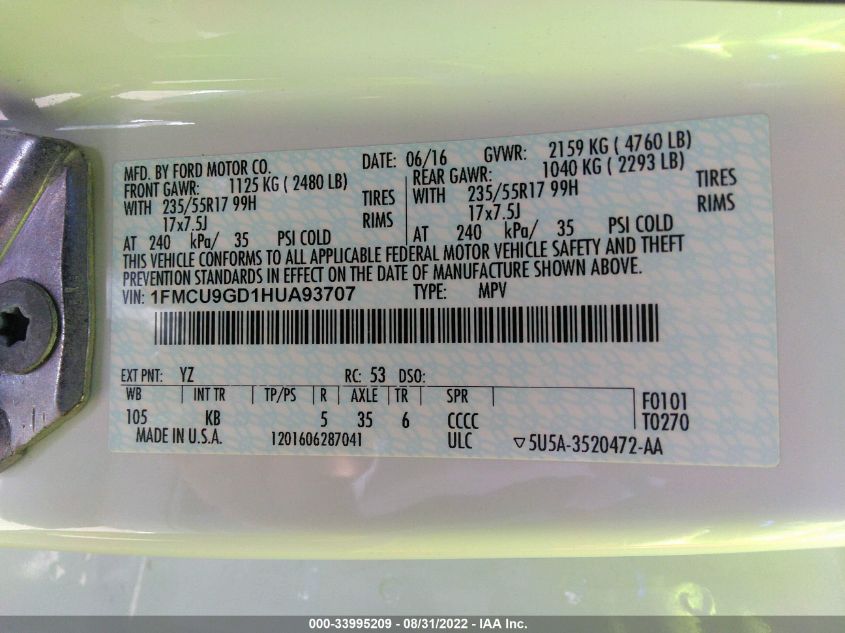 MFD. BY FORD MOTOR CO. DATE: 06/16 GVWR: 2159 KG ( 4760 LB)
FRONT GAWR: 1125 KG ( 2480 LB) REAR GAWR: 1040 KG ( 2293 LB)
WITH 235/55R17 99H TIRES WITH 235/55R17 99H TIRES
17x7.5J RIMS 17x7.5J RIMS
AT 240 kPa/ 35 PSI COLD AT 240 kPa/ 35 PSI COLD
THIS VEHICLE CONFORMS TO ALL APPLICABLE FEDERAL MOTOR VEHICLE SAFETY AND THEFT
PREVENTION STANDARDS IN EFFECT ON THE DATE OF MANUFACTURE SHOWN ABOVE.
VIN: 1FMCU9GD1HUA93707 TYPE: MPV
EXT PNT: YZ RC: 53 DSO:
WB INT TR TP/PS R AXLE TR SPR F0101
105 KB 5 35 6 CCCC T0270
MADE IN U.S.A. 1201606287041 ULC ▽5U5A-3520472-AA
000-33995209 - 08/31/2022 - IAA Inc.